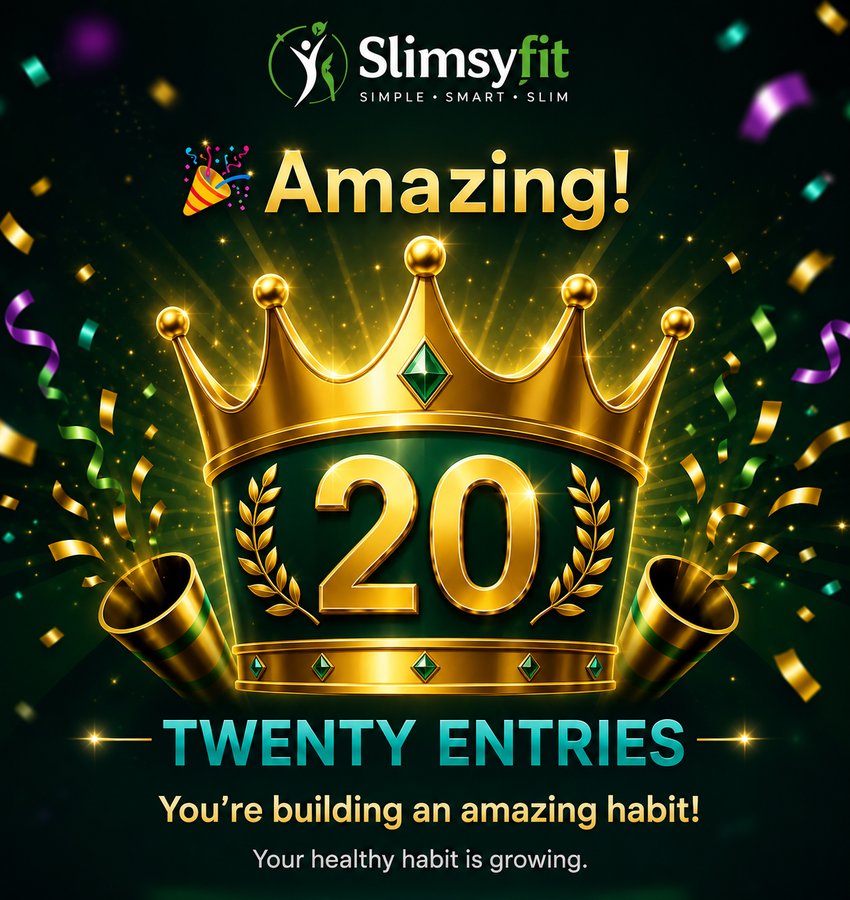 Slimsyfit
SIMPLE • SMART • SLIM
Amazing!
20
TWENTY ENTRIES
You're building an amazing habit!
Your healthy habit is growing.